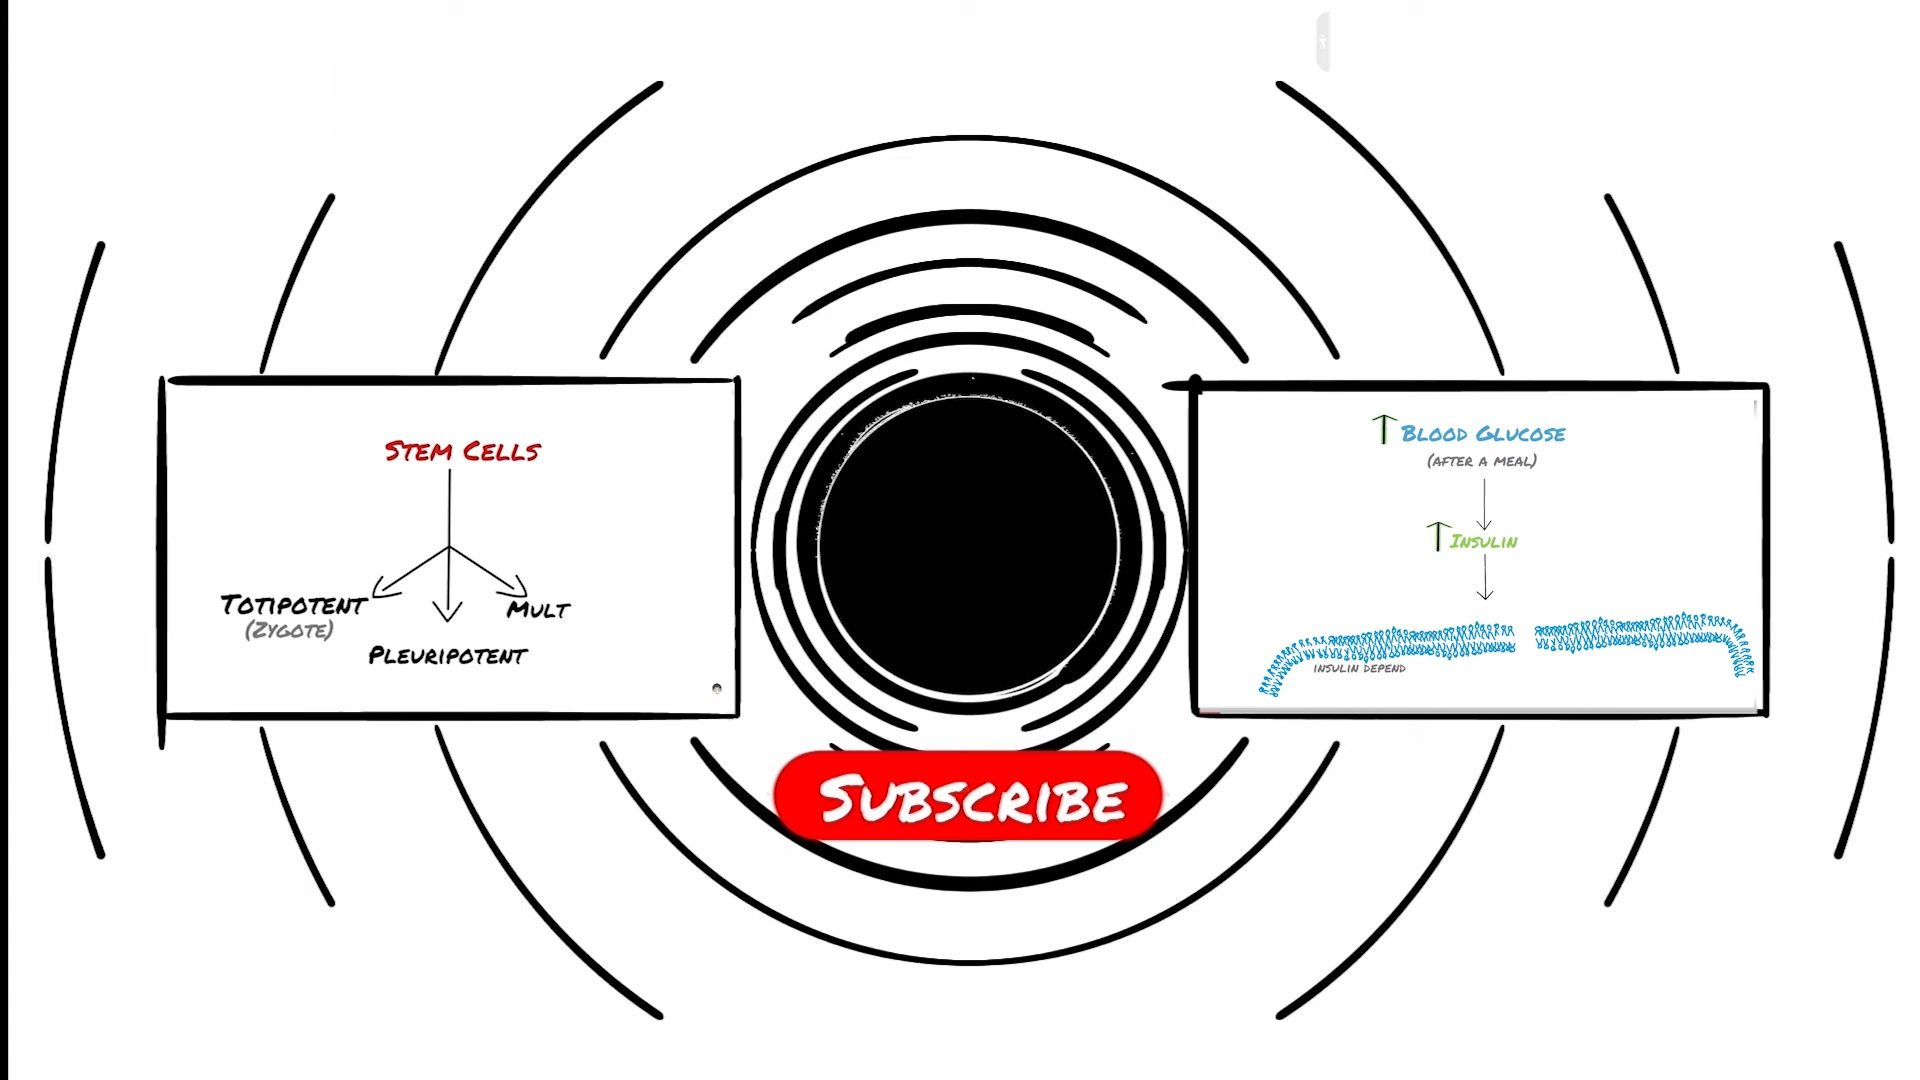 Stem Cells
Totipotent
(Zygote)
Mult
Pleuripotent
Blood Glucose
(after a meal)
Insulin
insulin depend
Subscribe